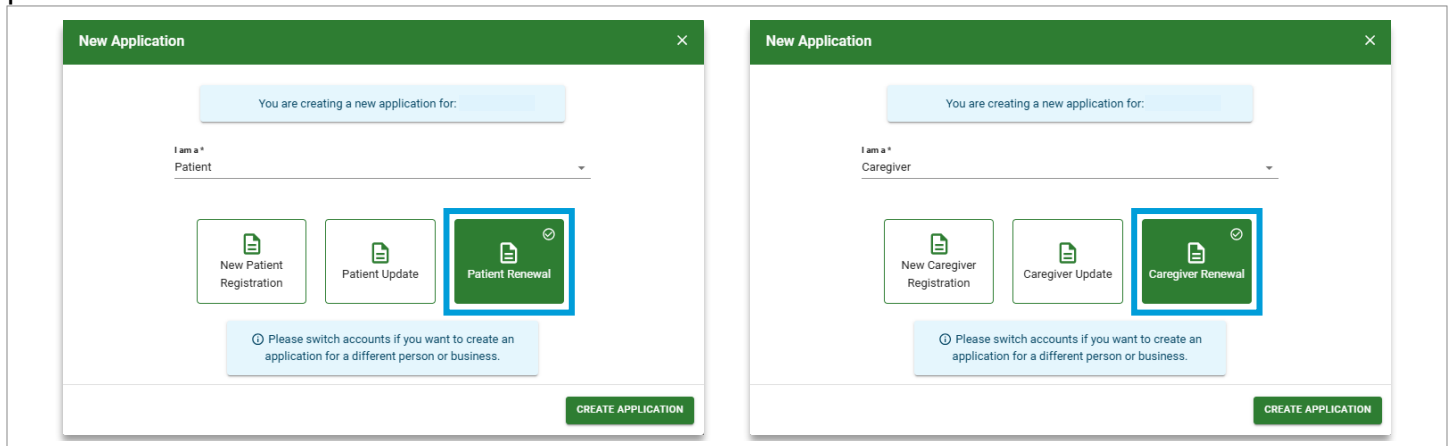 New Application
You are creating a new application for:
I am a *
Patient
New Patient
Registration
Patient Update
Patient Renewal
Please switch accounts if you want to create an
application for a different person or business.
CREATE APPLICATION
New Application
You are creating a new application for:
I am a *
Caregiver
New Caregiver
Registration
Caregiver Update
Caregiver Renewal
Please switch accounts if you want to create an
application for a different person or business.
CREATE APPLICATION